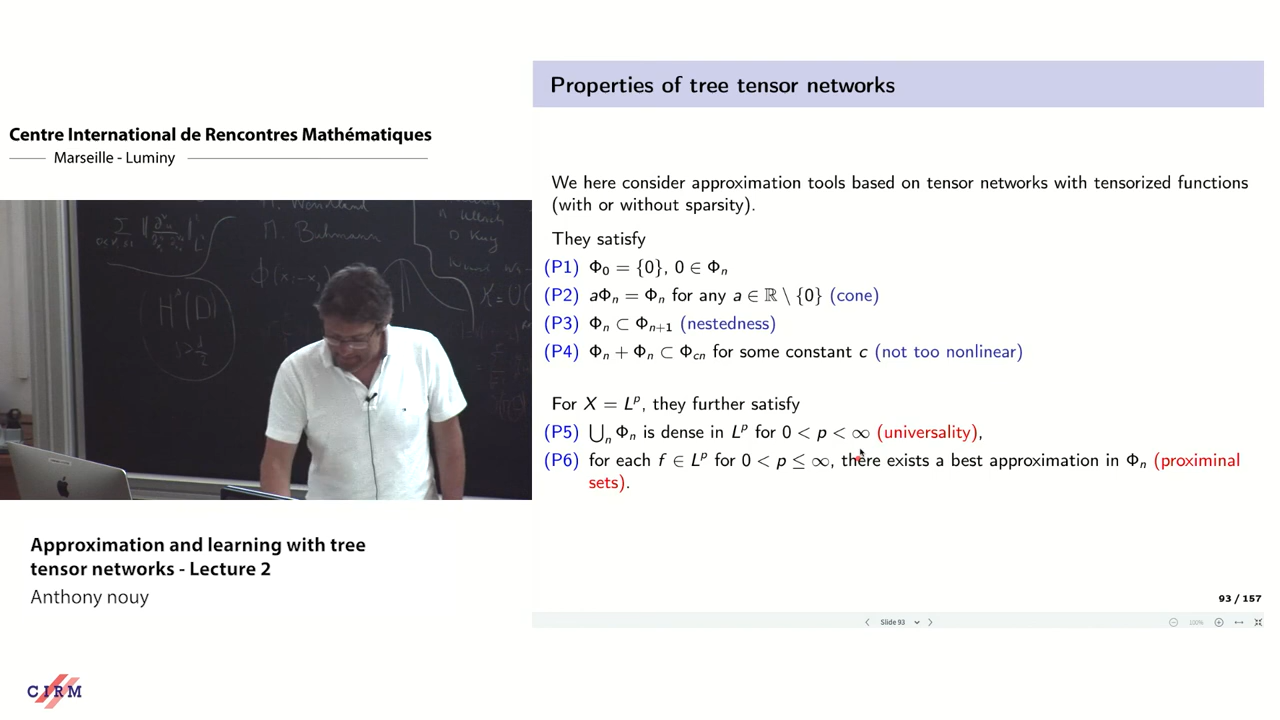 Centre International de Rencontres Mathématiques
Marseille - Luminy
Approximation and learning with tree
tensor networks - Lecture 2
Anthony nouy
CIRM
Properties of tree tensor networks
We here consider approximation tools based on tensor networks with tensorized functions
(with or without sparsity).
They satisfy
(P1) Φ₀ = {0}, 0 ∈ Φₙ
(P2) aΦₙ = Φₙ for any a ∈ ℝ \ {0} (cone)
(P3) Φₙ ⊂ Φₙ₊₁ (nestedness)
(P4) Φₙ + Φₙ ⊂ Φ_cn for some constant c (not too nonlinear)
For X = Lᵖ, they further satisfy
(P5) ⋃ₙ Φₙ is dense in Lᵖ for 0 < p < ∞ (universality),
(P6) for each f ∈ Lᵖ for 0 < p ≤ ∞, there exists a best approximation in Φₙ (proximinal
sets).
93 / 157
Slide 93
100%
M. Buhmann
H (D)